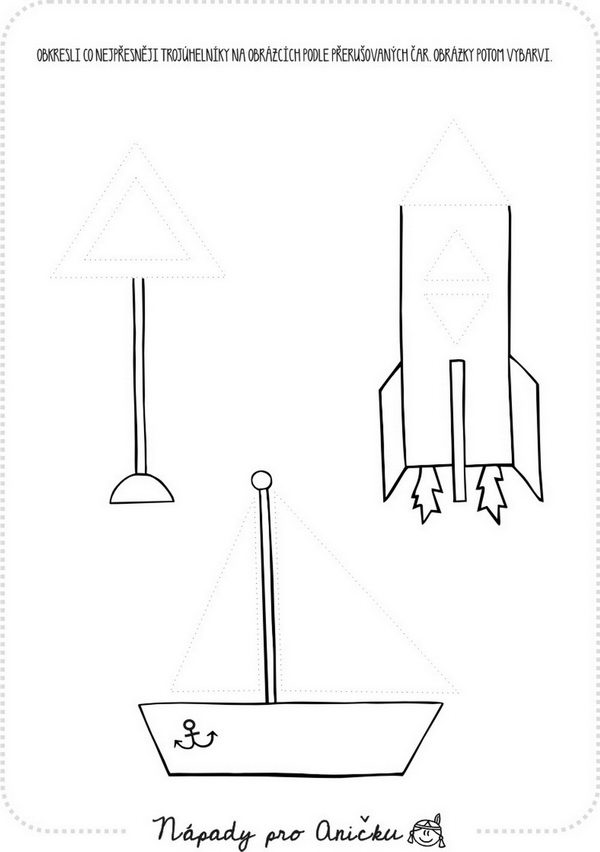 OBKRESLI CO NEJPŘESNĚJI TROJÚHELNÍKY NA OBRÁZCÍCH PODLE PŘERUŠOVANÝCH ČAR. OBRÁZKY POTOM VYBARVI.
Nápady pro Aničku